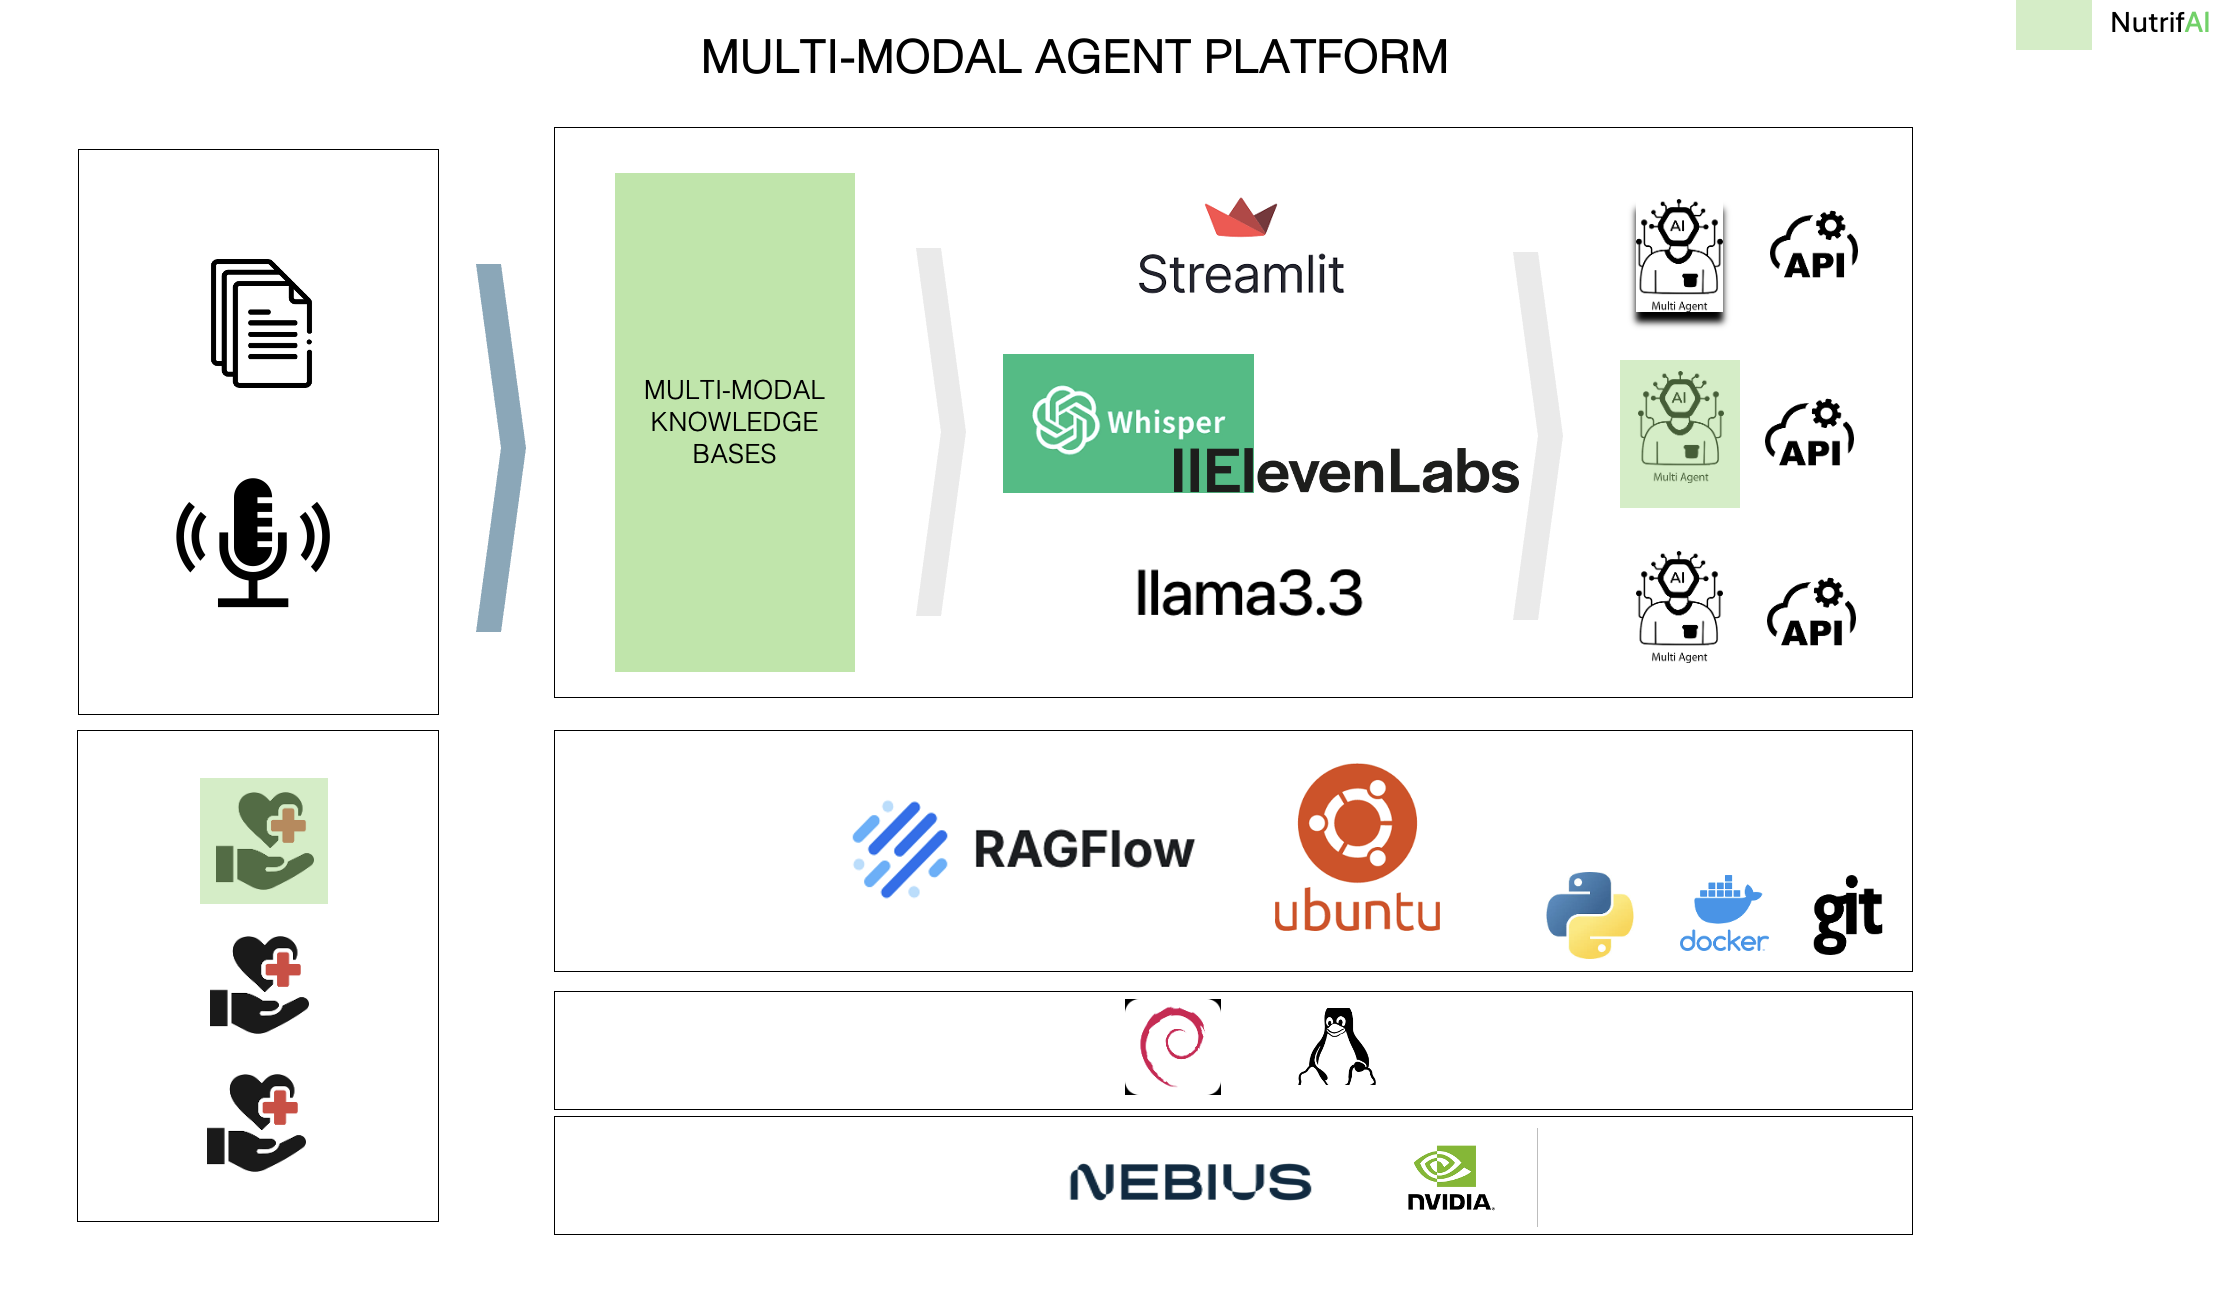 NutrifAI
MULTI-MODAL AGENT PLATFORM
MULTI-MODAL
KNOWLEDGE
BASES
Streamlit
Whisper
IIElevenLabs
llama3.3
AI
Multi Agent
API
AI
Multi Agent
API
AI
Multi Agent
API
RAGFlow
ubuntu
docker
git
NEBIUS
NVIDIA